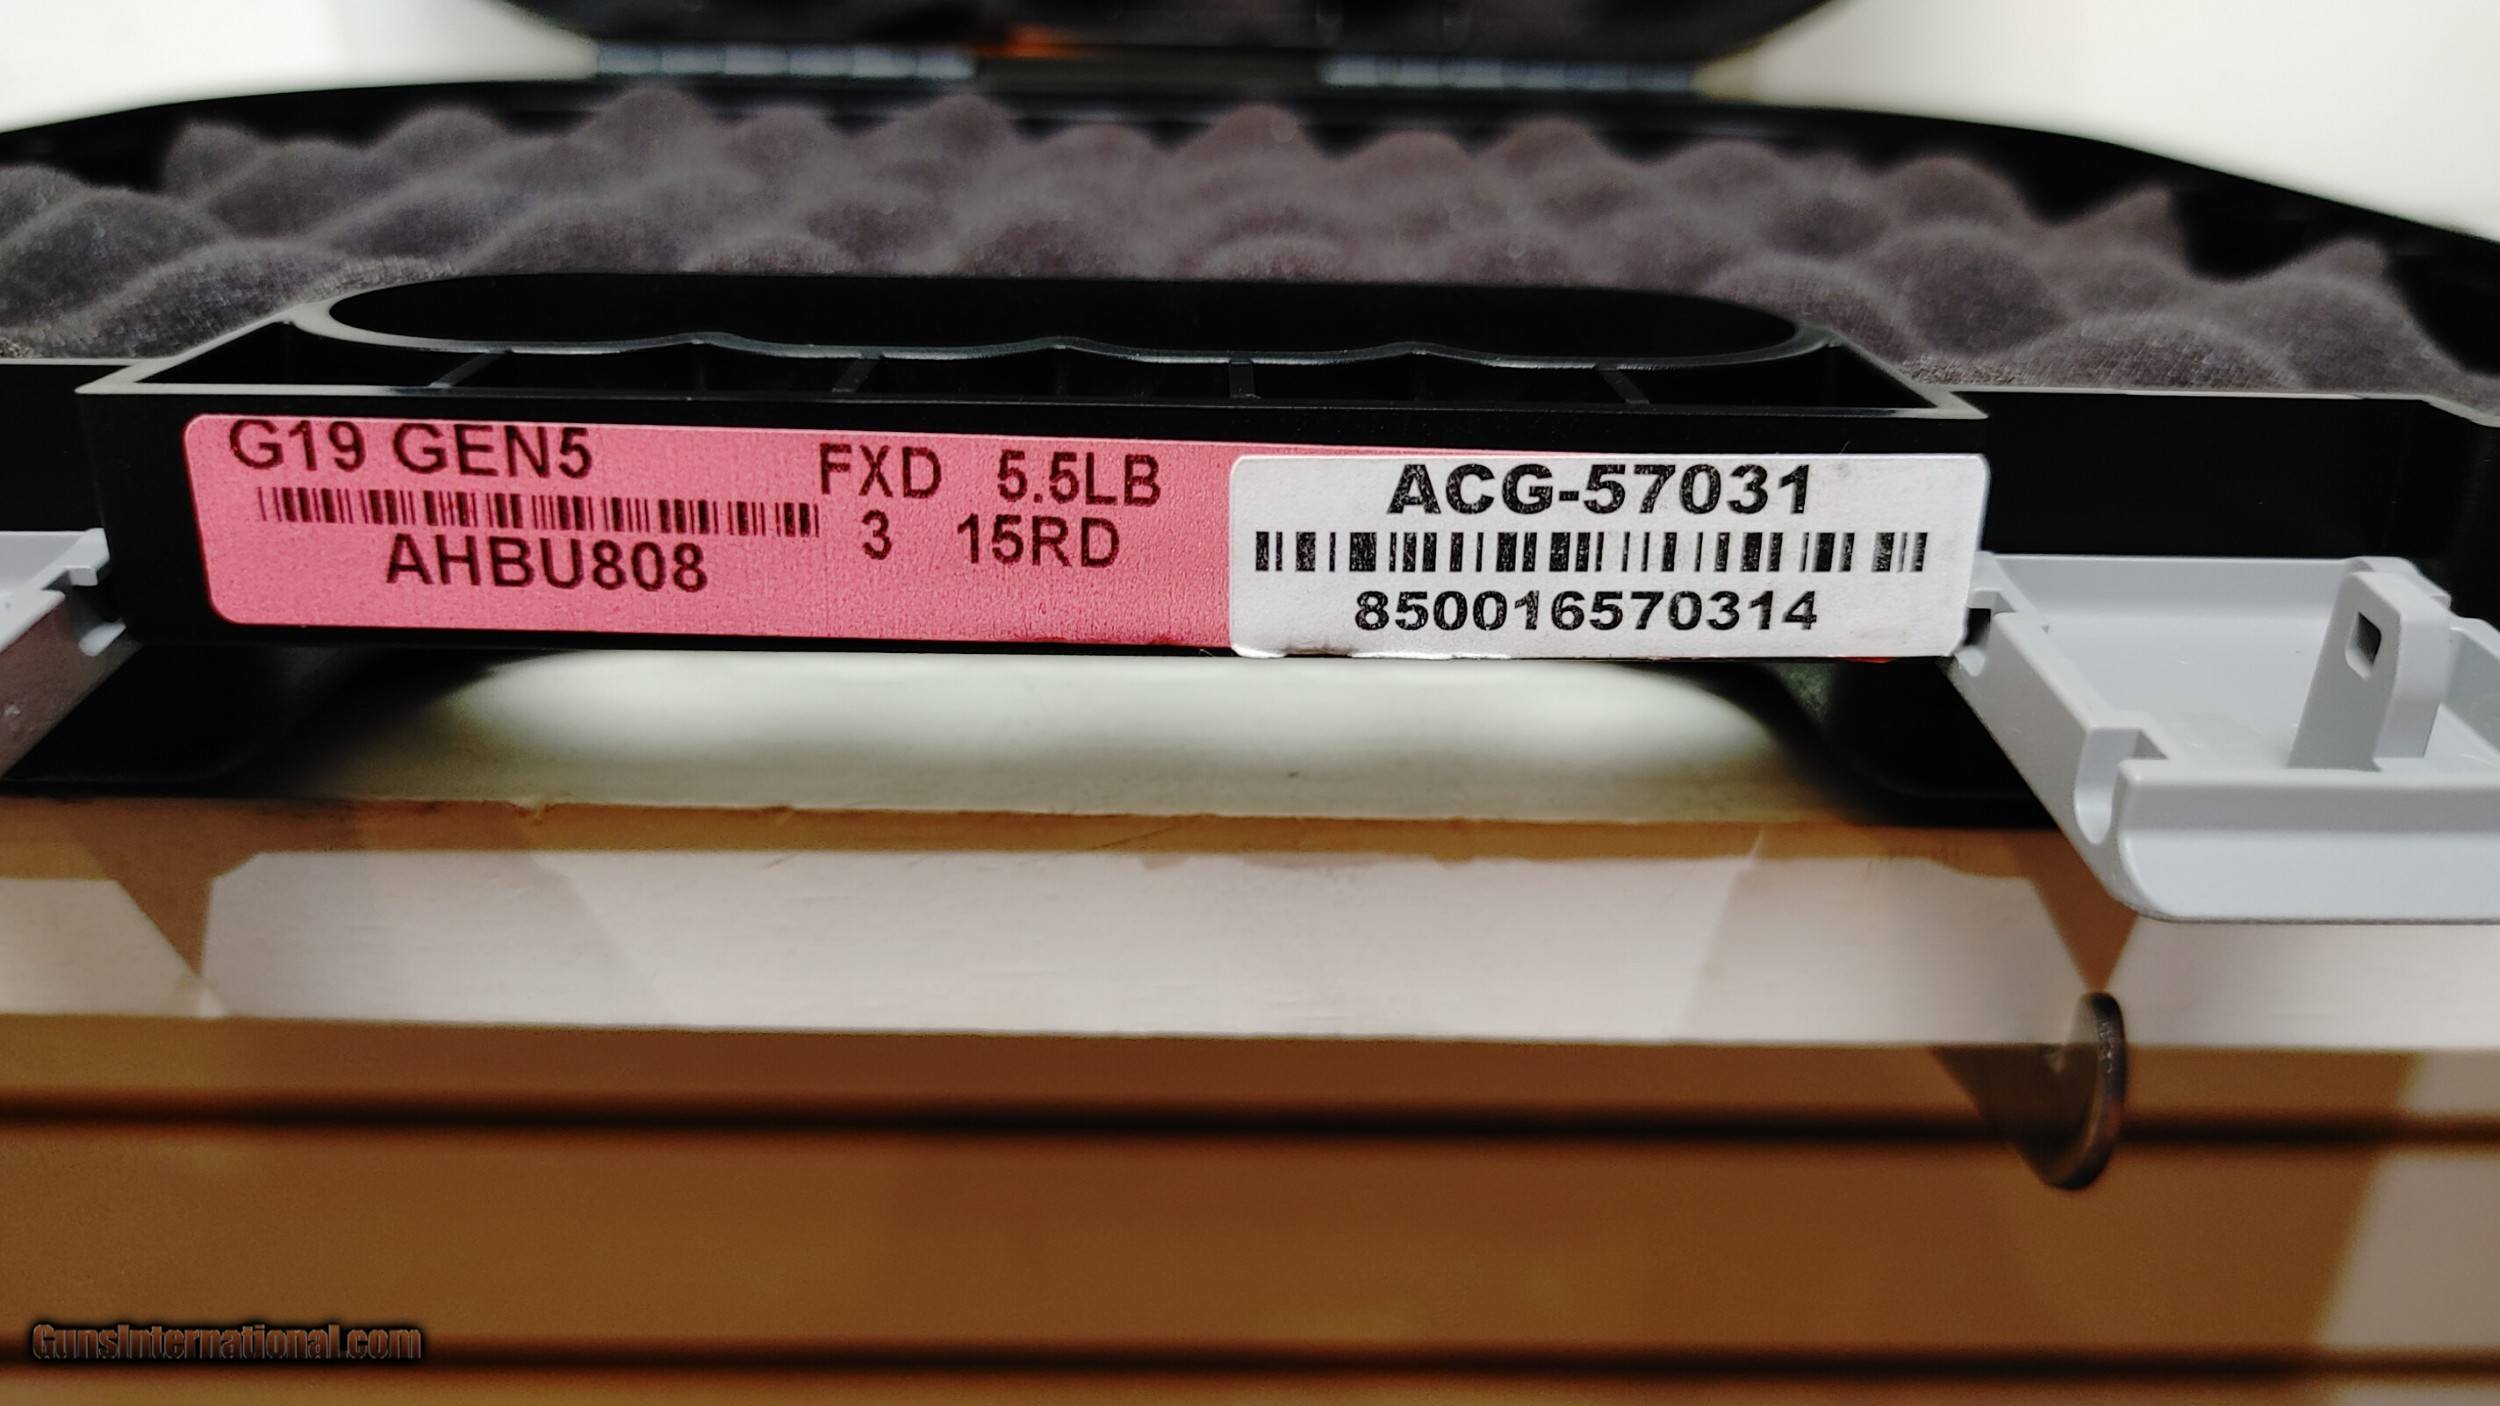 G19 GEN5
FXD 5.5LB
AHBU808
3 15RD
ACG-57031
850016570314
GunsInternational.com